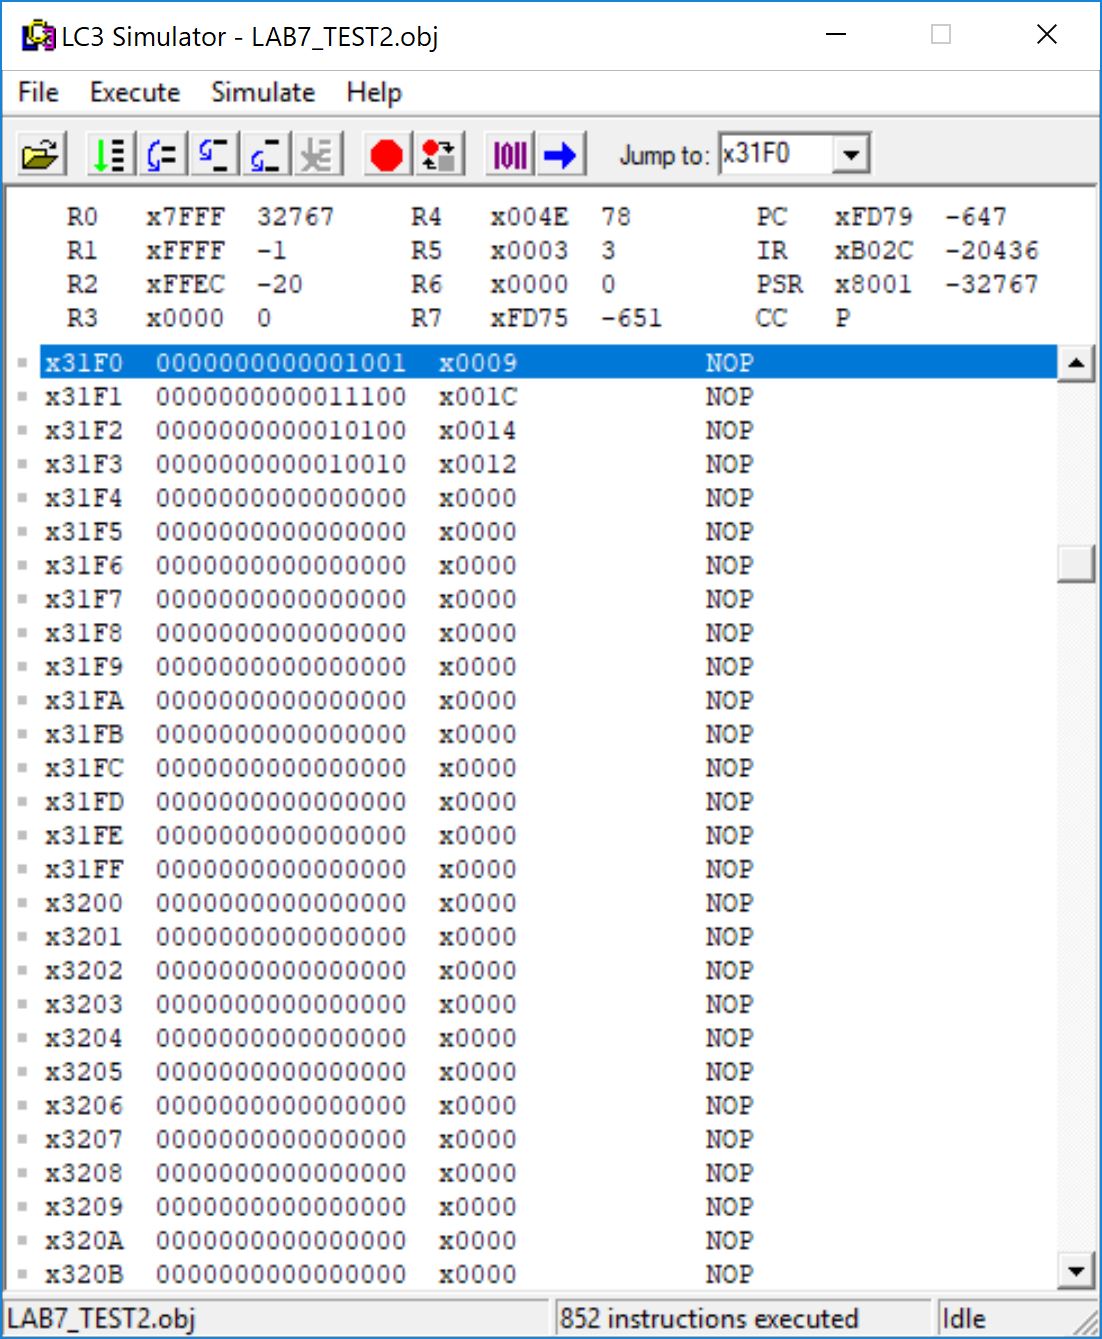 LC3 Simulator - LAB7_TEST2.obj
File Execute Simulate Help
Jump to: x31F0
R0 x7FFF 32767 R4 x004E 78 PC xFD79 -647
R1 xFFFF -1 R5 x0003 3 IR xB02C -20436
R2 xFFEC -20 R6 x0000 0 PSR x8001 -32767
R3 x0000 0 R7 xFD75 -651 CC P
x31F0 0000000000001001 x0009 NOP
x31F1 0000000000011100 x001C NOP
x31F2 0000000000010100 x0014 NOP
x31F3 0000000000010010 x0012 NOP
x31F4 0000000000000000 x0000 NOP
x31F5 0000000000000000 x0000 NOP
x31F6 0000000000000000 x0000 NOP
x31F7 0000000000000000 x0000 NOP
x31F8 0000000000000000 x0000 NOP
x31F9 0000000000000000 x0000 NOP
x31FA 0000000000000000 x0000 NOP
x31FB 0000000000000000 x0000 NOP
x31FC 0000000000000000 x0000 NOP
x31FD 0000000000000000 x0000 NOP
x31FE 0000000000000000 x0000 NOP
x31FF 0000000000000000 x0000 NOP
x3200 0000000000000000 x0000 NOP
x3201 0000000000000000 x0000 NOP
x3202 0000000000000000 x0000 NOP
x3203 0000000000000000 x0000 NOP
x3204 0000000000000000 x0000 NOP
x3205 0000000000000000 x0000 NOP
x3206 0000000000000000 x0000 NOP
x3207 0000000000000000 x0000 NOP
x3208 0000000000000000 x0000 NOP
x3209 0000000000000000 x0000 NOP
x320A 0000000000000000 x0000 NOP
x320B 0000000000000000 x0000 NOP
LAB7_TEST2.obj 852 instructions executed Idle